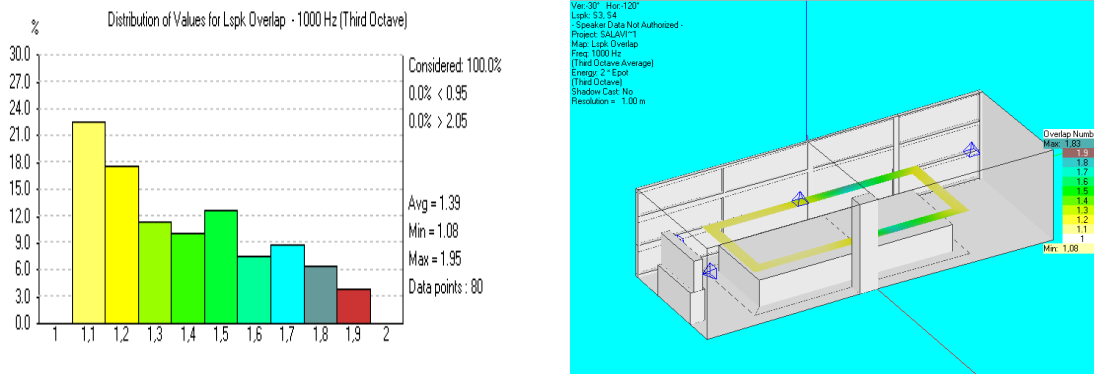 Distribution of Values for Lspk Overlap - 1000 Hz (Third Octave)
%
30.0
27.0
24.0
21.0
18.0
15.0
12.0
9.0
6.0
3.0
0.0
1 1,1 1,2 1,3 1,4 1,5 1,6 1,7 1,8 1,9 2
Considered: 100.0%
0.0% < 0.95
0.0% > 2.05
Avg = 1.39
Min = 1.08
Max = 1.95
Data points : 80
Ver:-30° Hor:-120°
Lspk: S3, S4
- Speaker Data Not Authorized -
Project: SALAVI~1
Map: Lspk Overlap
Freq: 1000 Hz
(Third Octave Average)
Energy: 2 * Epot
(Third Octave)
Shadow Cast: No
Resolution = 1.00 m
Overlap Numb
Max: 1,83
1.9
1.8
1.7
1.6
1.5
1.4
1.3
1.2
1.1
1
Min: 1,08